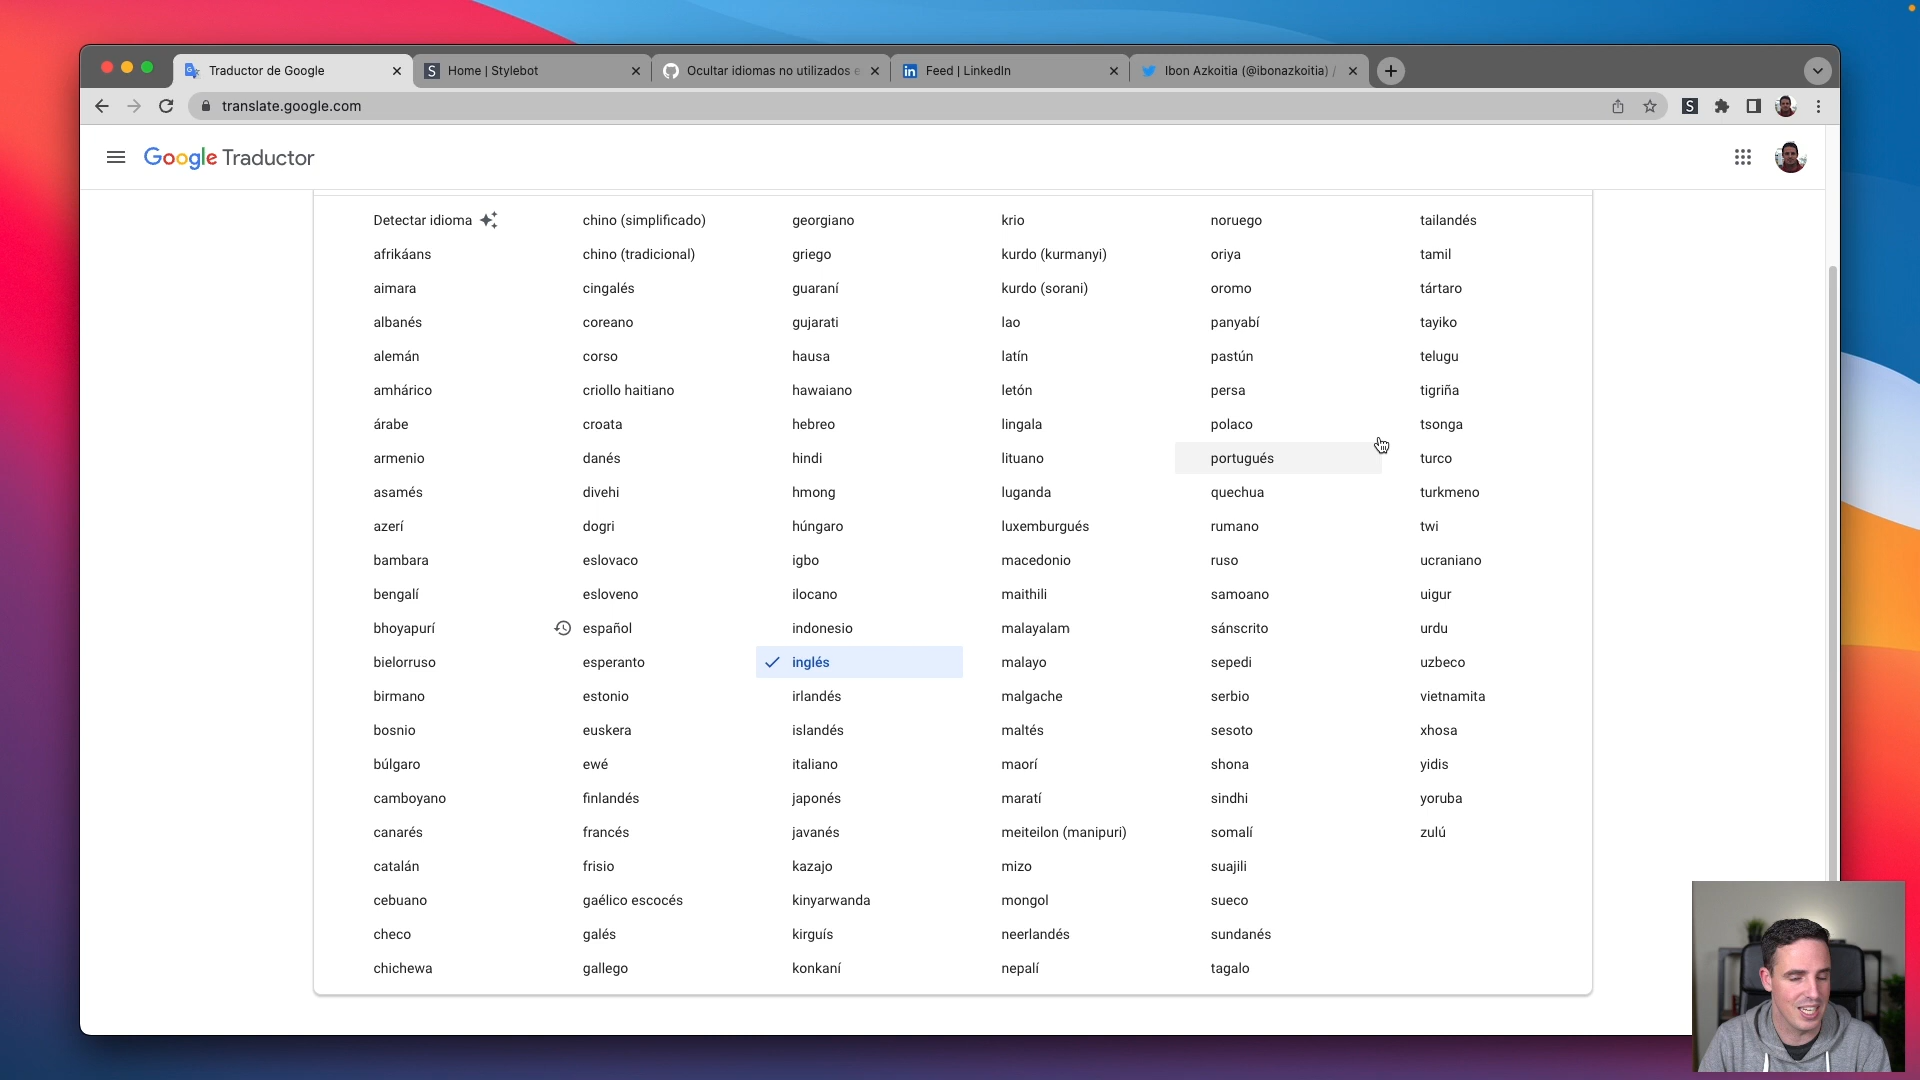 Traductor de Google
Home | Stylebot
Ocultar idiomas no utilizados e
in Feed | LinkedIn
Ibon Azkoitia (@ibonazkoitia) /
translate.google.com
S
Google Traductor
Detectar idioma
afrikáans
aimara
albanés
alemán
amhárico
árabe
armenio
asamés
azerí
bambara
bengalí
bhoyapurí
bielorruso
birmano
bosnio
búlgaro
camboyano
canarés
catalán
cebuano
checo
chichewa
chino (simplificado)
chino (tradicional)
cingalés
coreano
corso
criollo haitiano
croata
danés
divehi
dogri
eslovaco
esloveno
español
esperanto
estonio
euskera
ewé
finlandés
francés
frisio
gaélico escocés
galés
gallego
georgiano
griego
guaraní
gujarati
hausa
hawaiano
hebreo
hindi
hmong
húngaro
igbo
ilocano
indonesio
inglés
irlandés
islandés
italiano
japonés
javanés
kazajo
kinyarwanda
kirguís
konkaní
krio
kurdo (kurmanyi)
kurdo (sorani)
lao
latín
letón
lingala
lituano
luganda
luxemburgués
macedonio
maithili
malayalam
malayo
malgache
maltés
maorí
maratí
meiteilon (manipuri)
mizo
mongol
neerlandés
nepalí
noruego
oriya
oromo
panyabí
pastún
persa
polaco
portugués
quechua
rumano
ruso
samoano
sánscrito
sepedi
serbio
sesoto
shona
sindhi
somalí
suajili
sueco
sundanés
tagalo
tailandés
tamil
tártaro
tayiko
telugu
tigriña
tsonga
turco
turkmeno
twi
ucraniano
uigur
urdu
uzbeco
vietnamita
xhosa
yidis
yoruba
zulú